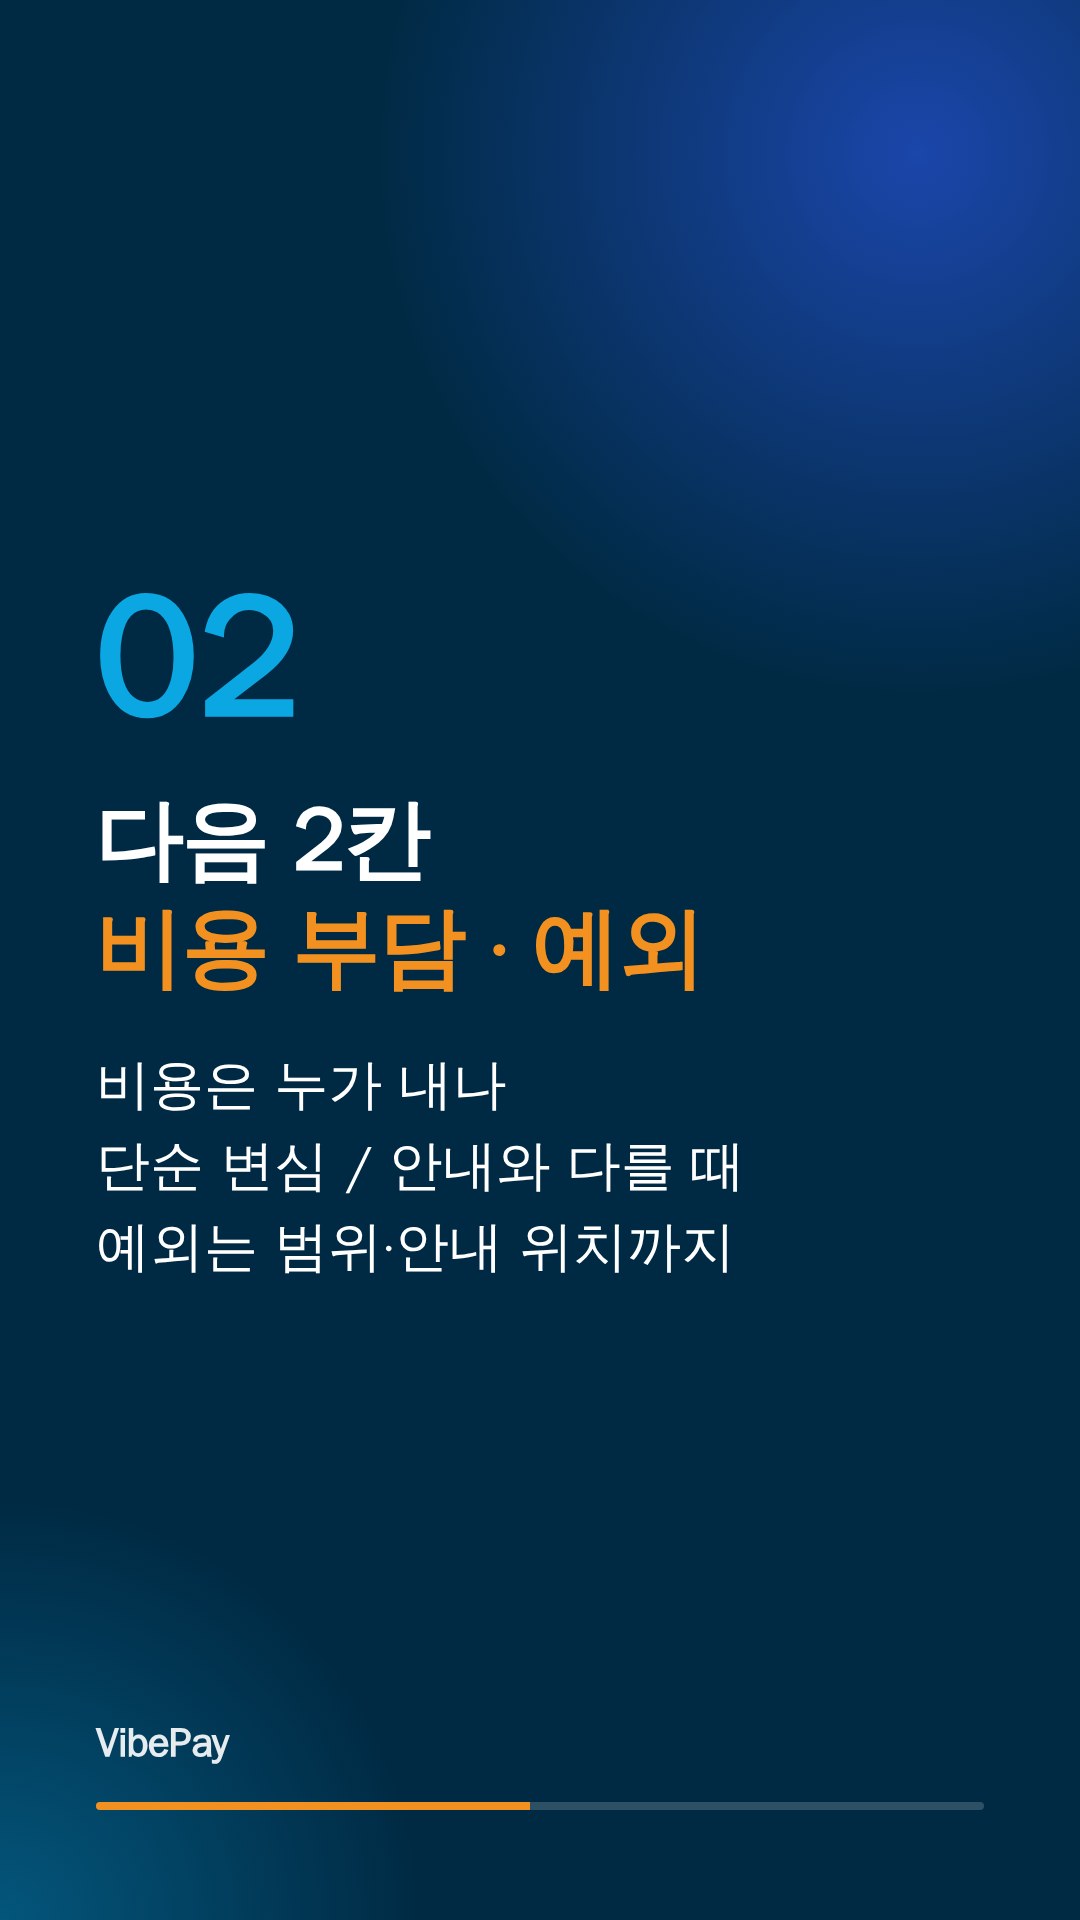 02
다음 2칸
비용 부담 · 예외
비용은 누가 내나
단순 변심 / 안내와 다를 때
예외는 범위·안내 위치까지
VibePay